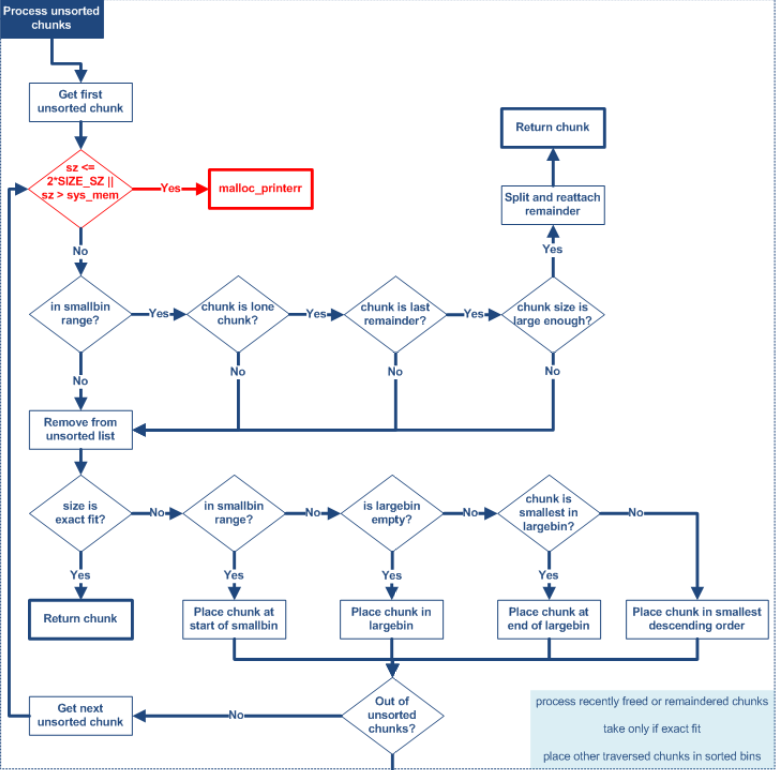 Process unsorted
chunks
Get first
unsorted chunk
Return chunk
sz <=
2*SIZE_SZ ||
sz > sys_mem
Yes
malloc_printerr
Split and reattach
remainder
No
Yes
in smallbin
range?
Yes
chunk is lone
chunk?
Yes
chunk is last
remainder?
Yes
chunk size is
large enough?
No
No
No
No
Remove from
unsorted list
size is
exact fit?
No
in smallbin
range?
No
is largebin
empty?
No
chunk is
smallest in
largebin?
No
Yes
Yes
Yes
Yes
Return chunk
Place chunk at
start of smallbin
Place chunk in
largebin
Place chunk at
end of largebin
Place chunk in smallest
descending order
Get next
unsorted chunk
No
Out of
unsorted
chunks?
process recently freed or remaindered chunks
take only if exact fit
place other traversed chunks in sorted bins